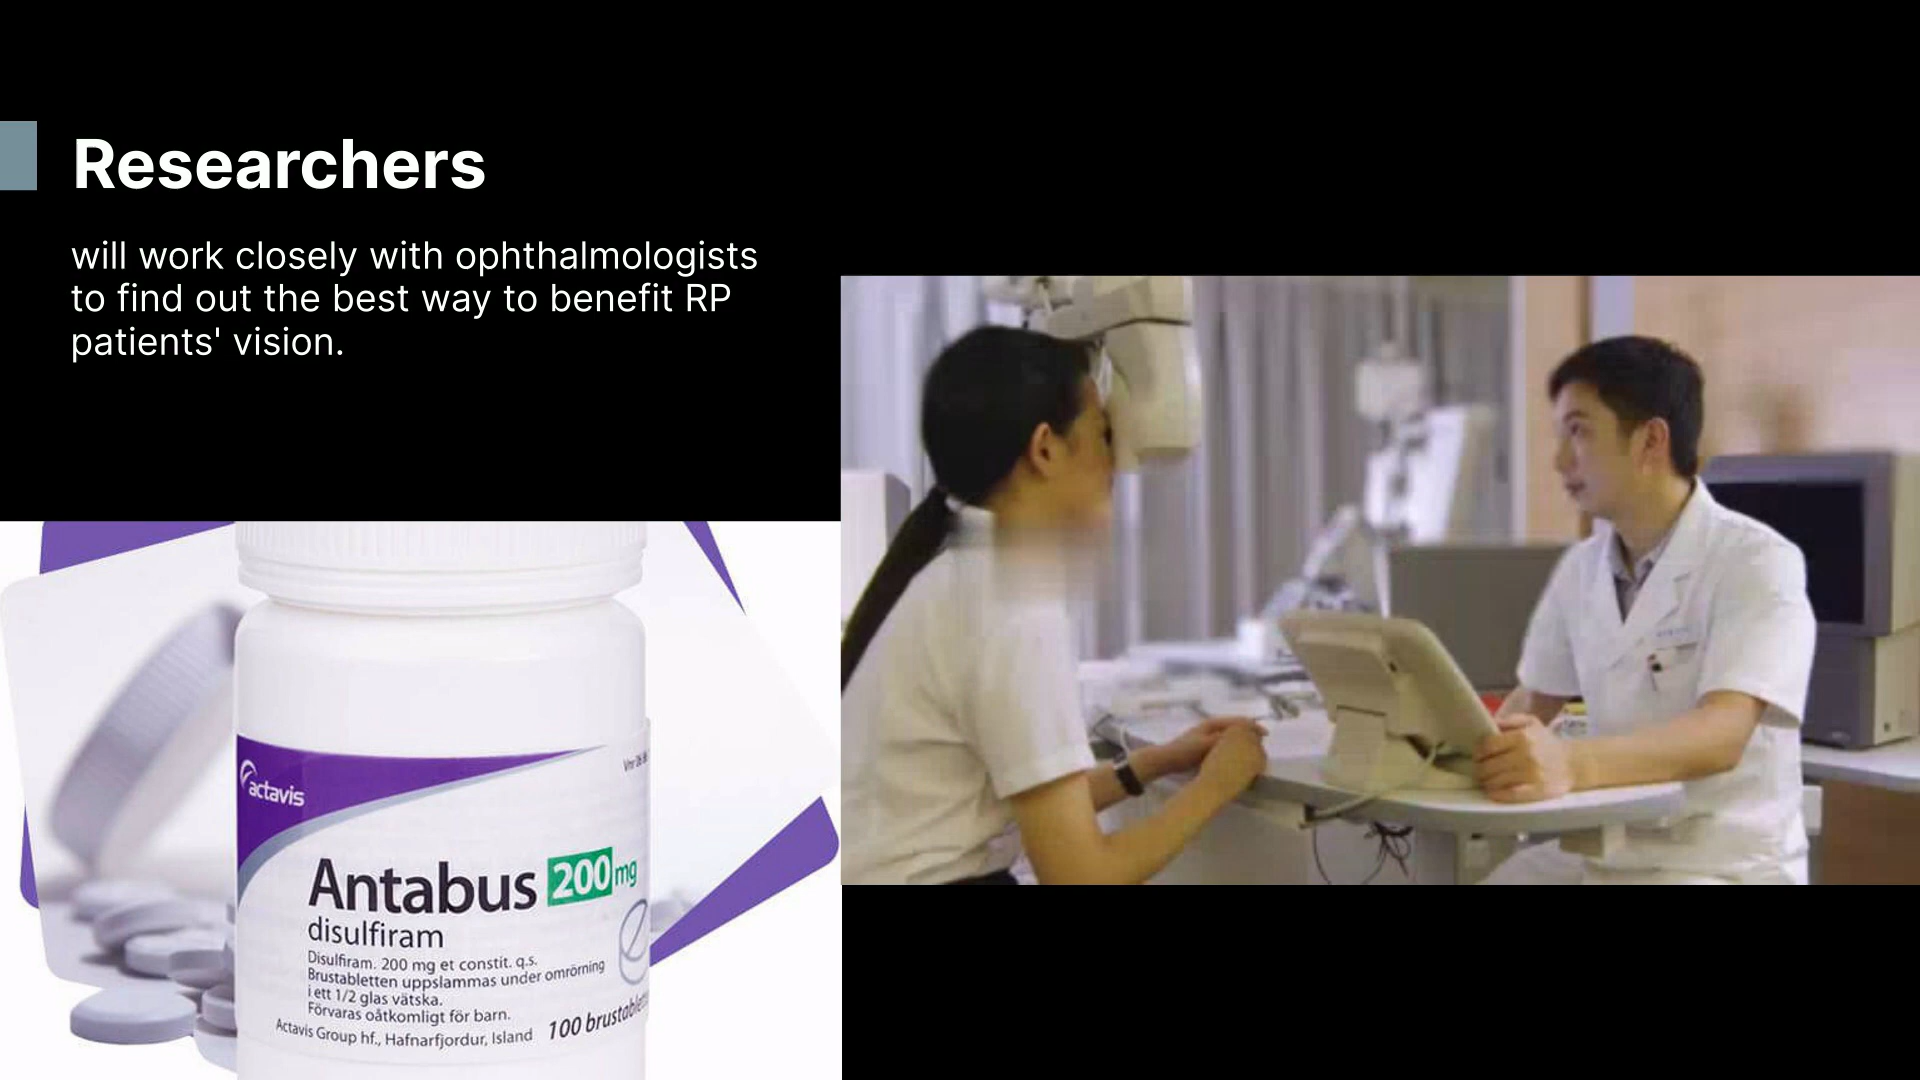 Researchers
will work closely with ophthalmologists
to find out the best way to benefit RP
patients' vision.
actavis
Antabus 200 mg
disulfiram
Disulfiram. 200 mg et constit. q.s.
Brustabletten uppslammas under omrörning
i ett 1/2 glas vätska.
Förvaras oåtkomligt för barn.
Actavis Group hf., Hafnarfjordur, Island
100